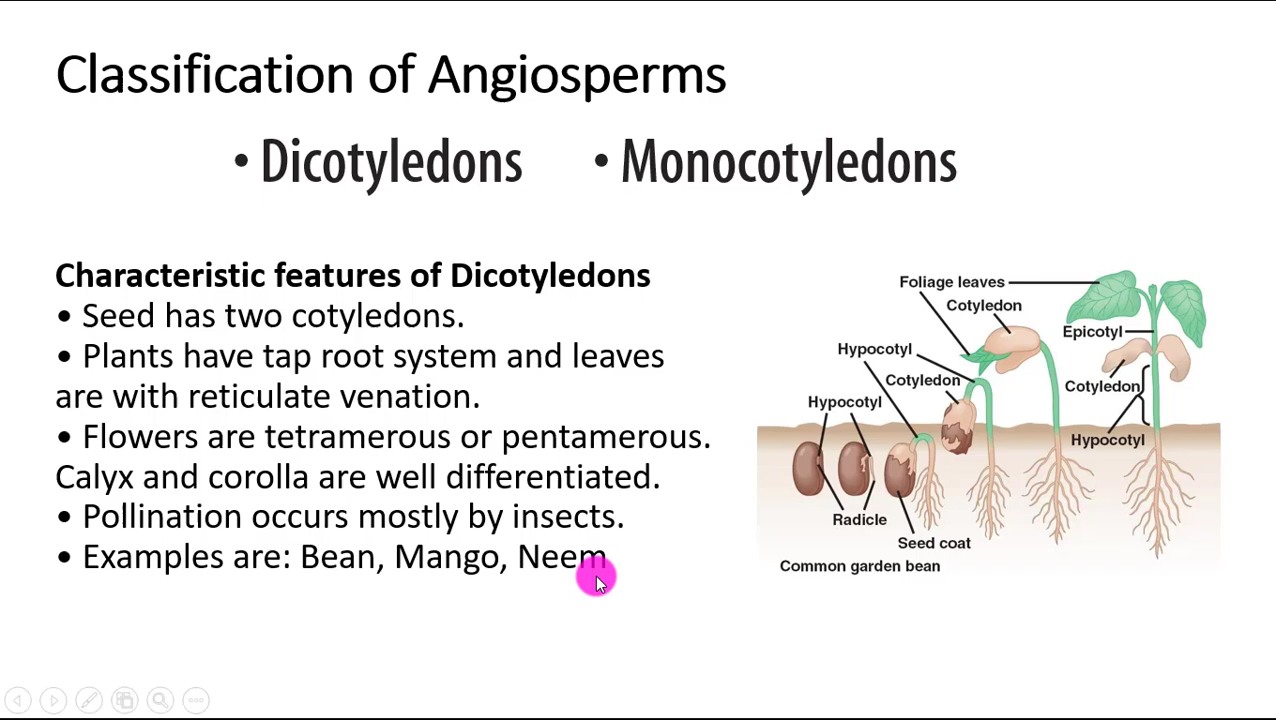 Classification of Angiosperms
• Dicotyledons • Monocotyledons
Characteristic features of Dicotyledons
• Seed has two cotyledons.
• Plants have tap root system and leaves
are with reticulate venation.
• Flowers are tetramerous or pentamerous.
Calyx and corolla are well differentiated.
• Pollination occurs mostly by insects.
• Examples are: Bean, Mango, Neem
Foliage leaves
Cotyledon
Epicotyl
Hypocotyl
Cotyledon
Cotyledon
Hypocotyl
Hypocotyl
Radicle
Seed coat
Common garden bean